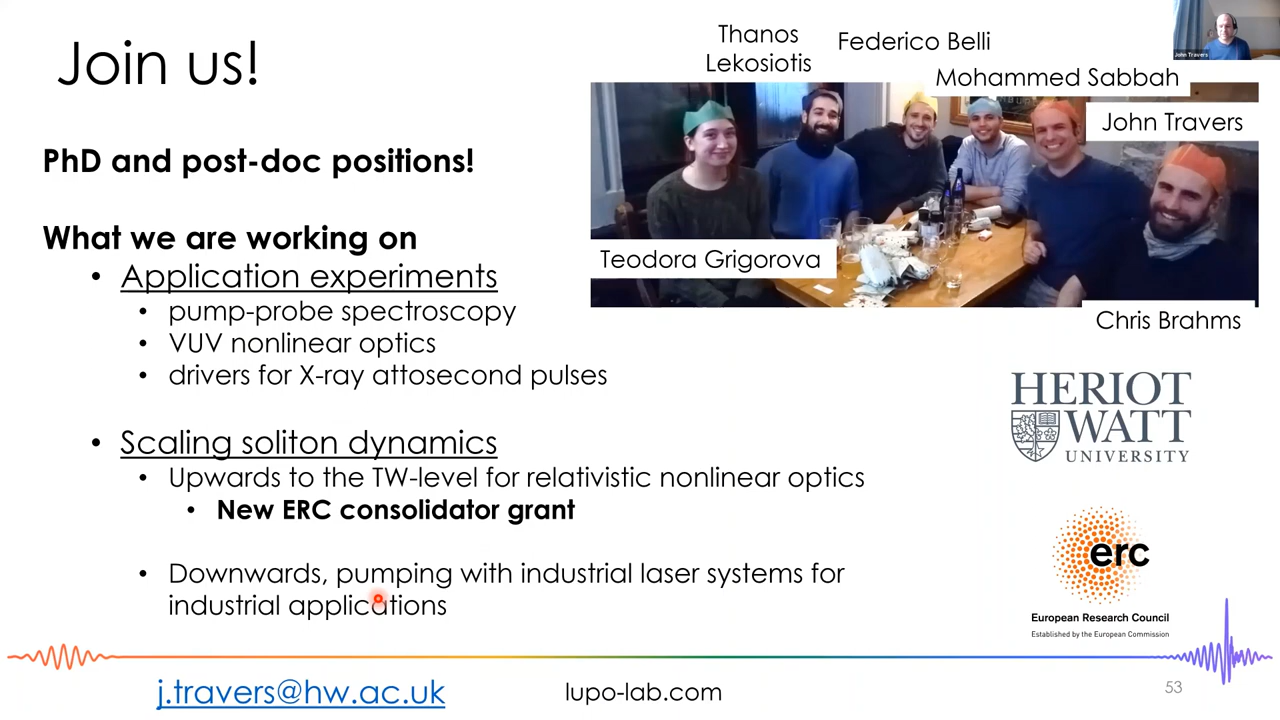 Join us!
Thanos
Lekosiotis
Federico Belli
Mohammed Sabbah
John Travers
John Travers
PhD and post-doc positions!
What we are working on
Teodora Grigorova
• Application experiments
• pump-probe spectroscopy
Chris Brahms
• VUV nonlinear optics
• drivers for X-ray attosecond pulses
HERIOT
WATT
UNIVERSITY
• Scaling soliton dynamics
• Upwards to the TW-level for relativistic nonlinear optics
• New ERC consolidator grant
erc
European Research Council
Established by the European Commission
• Downwards, pumping with industrial laser systems for
industrial applications
j.travers@hw.ac.uk
lupo-lab.com
53